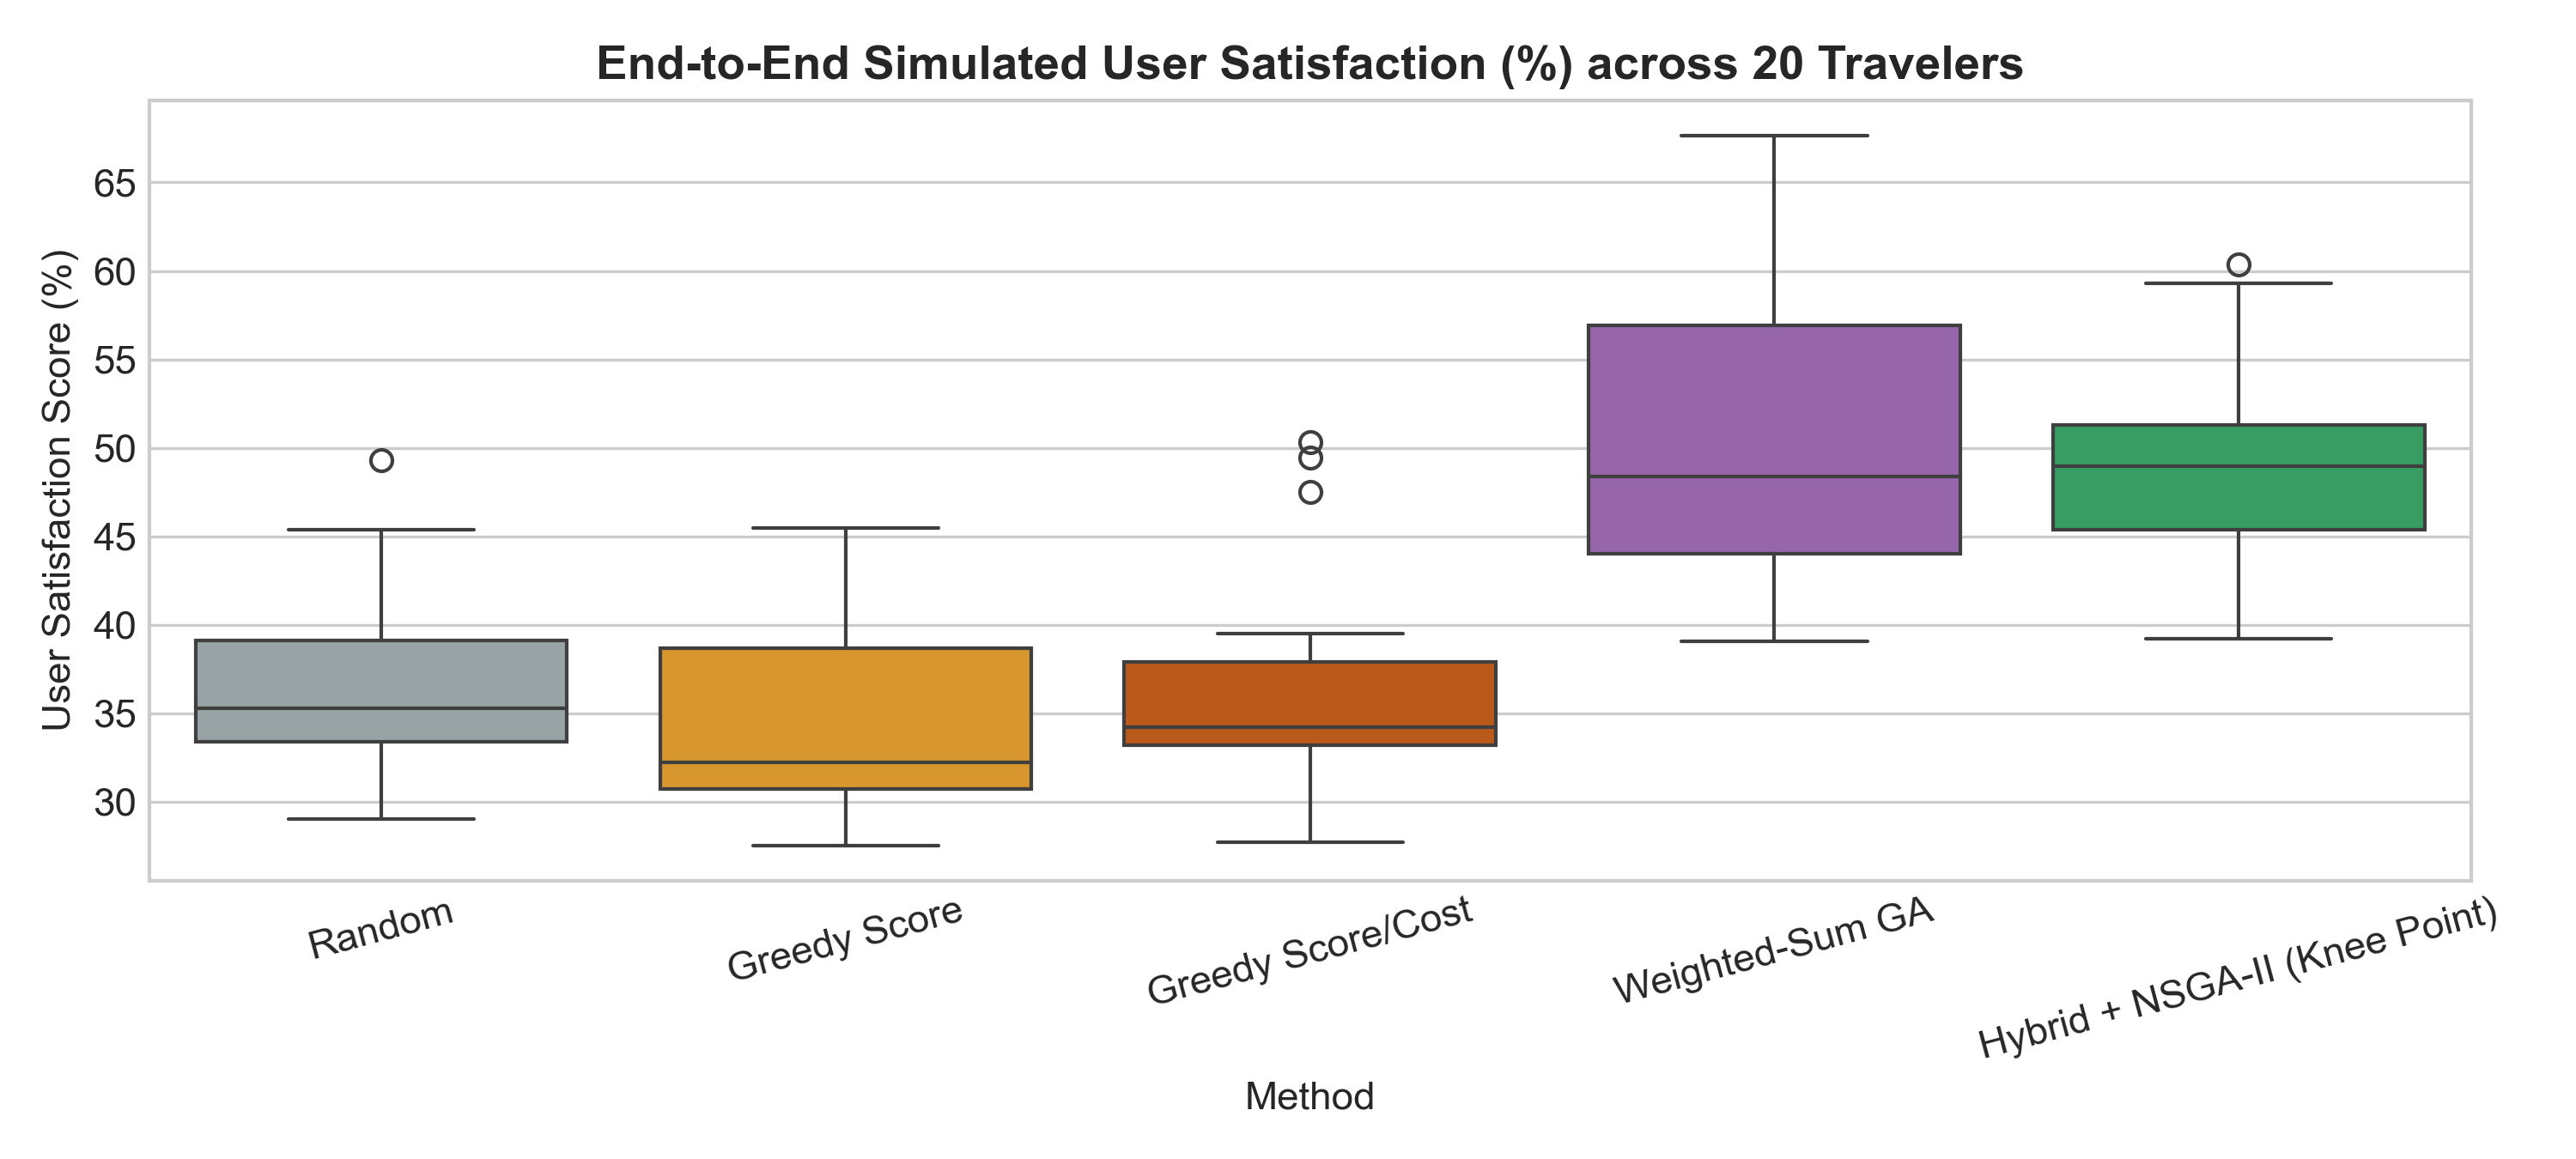 End-to-End Simulated User Satisfaction (%) across 20 Travelers
User Satisfaction Score (%)
65
60
55
50
45
40
35
30
Random
Greedy Score
Greedy Score/Cost
Weighted-Sum GA
Hybrid + NSGA-II (Knee Point)
Method